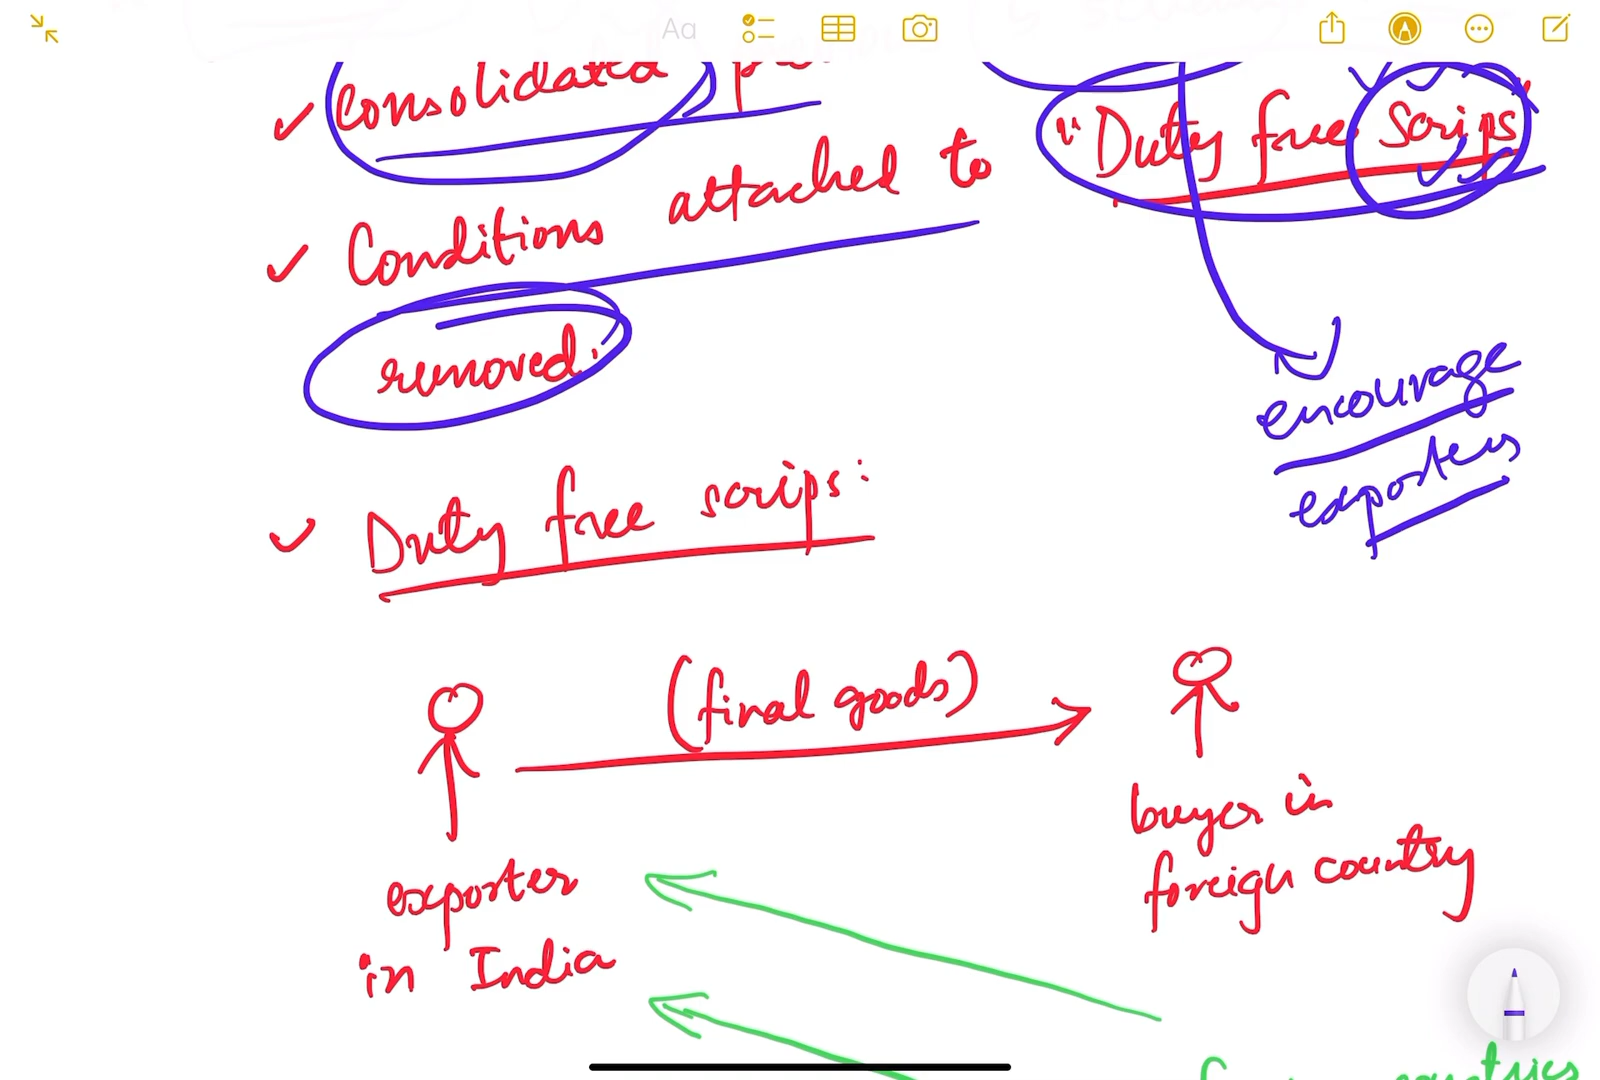 Aa
✓ Consolidated
✓ Conditions attached to "Duty free Scrips"
removed.
encourage
exporters
✓ Duty free scrips:
(final goods)
buyer in
foreign country
exporter
in India